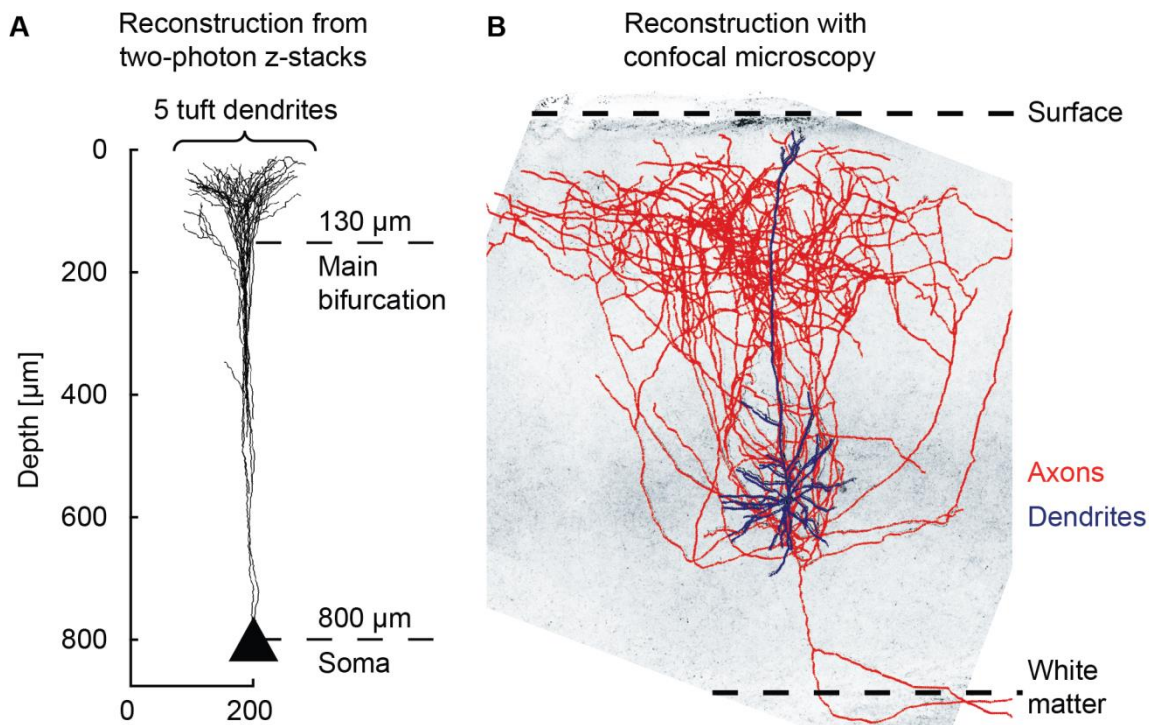 A
Reconstruction from
two-photon z-stacks
5 tuft dendrites
0
200
400
600
800
Depth [µm]
130 µm
Main
bifurcation
800 µm
Soma
0
200
B
Reconstruction with
confocal microscopy
Surface
Axons
Dendrites
White
matter